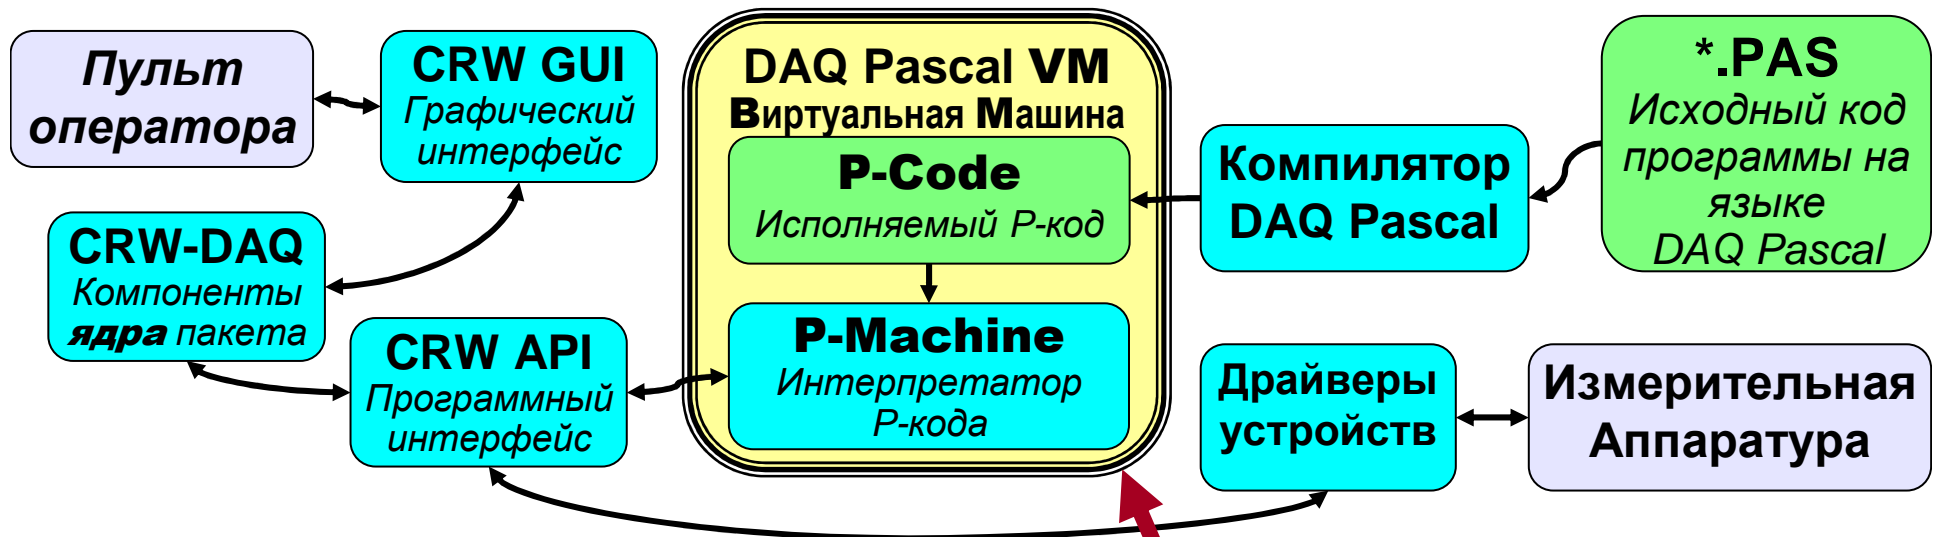 Пульт
оператора
CRW GUI
Графический
интерфейс
CRW-DAQ
Компоненты
ядра пакета
CRW API
Программный
интерфейс
DAQ Pascal VM
Виртуальная Машина
P-Code
Исполняемый P-код
P-Machine
Интерпретатор
P-кода
Компилятор
DAQ Pascal
*.PAS
Исходный код
программы на
языке
DAQ Pascal
Драйверы
устройств
Измерительная
Аппаратура